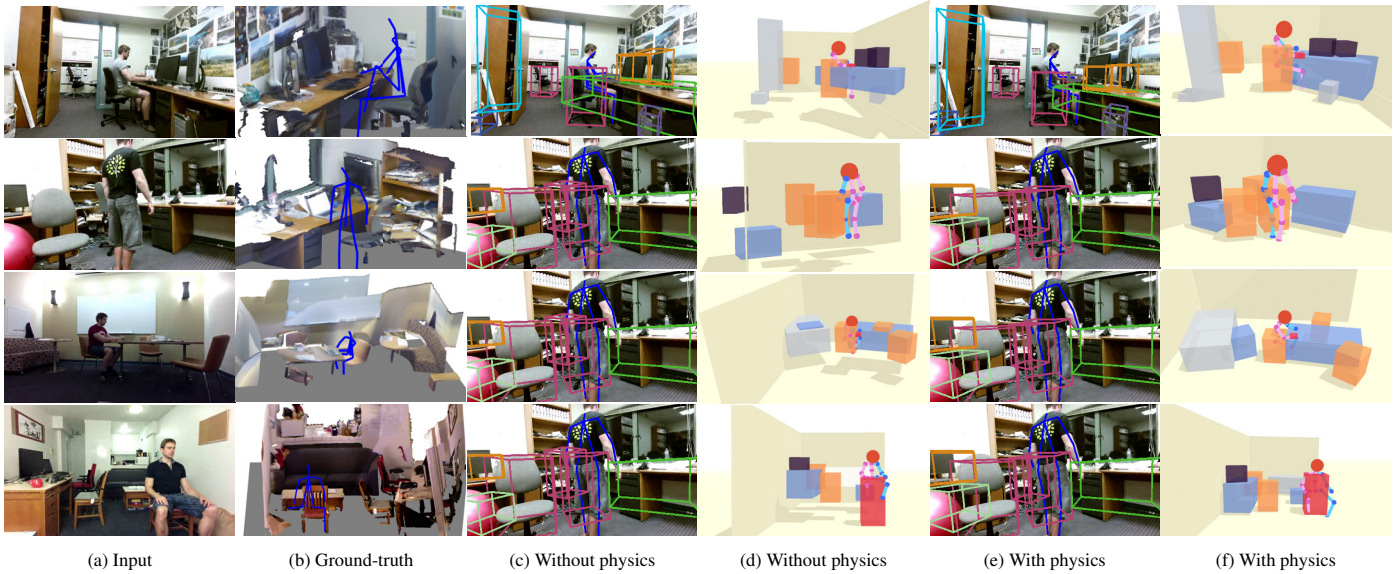 (a) Input
(b) Ground-truth
(c) Without physics
(d) Without physics
(e) With physics
(f) With physics